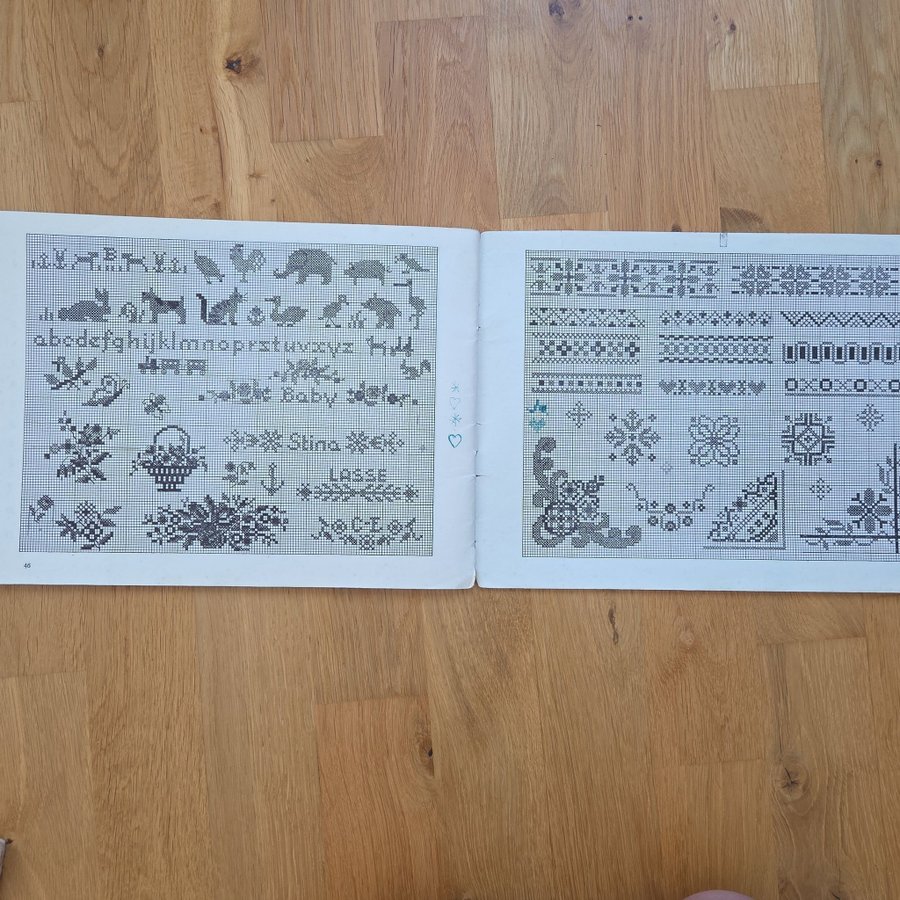 abcdefghijklmnoprstuvxyz
Baby
Stina
LASSE
C-E
46